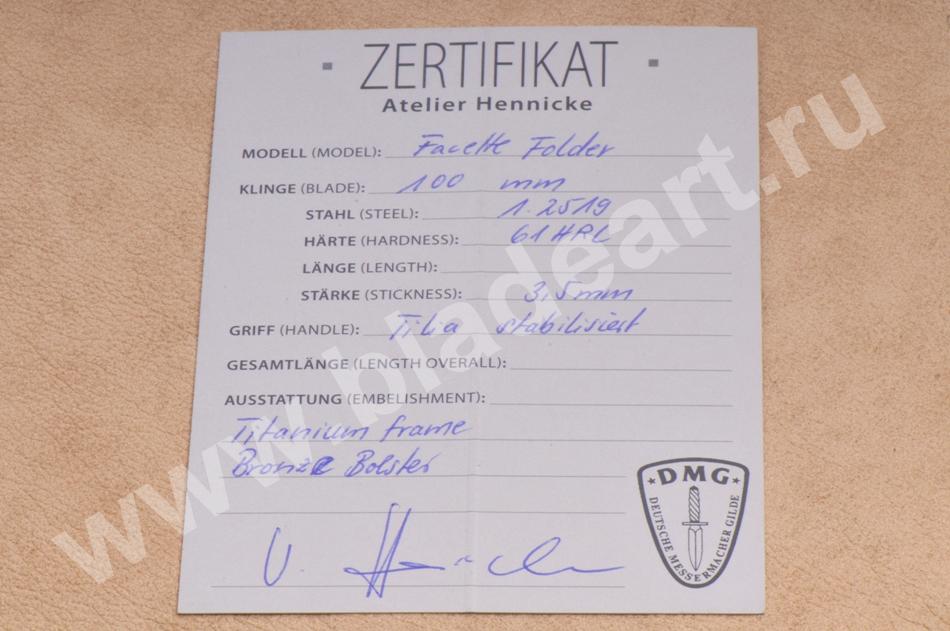 ZERTIFIKAT
Atelier Hennicke
MODELL (MODEL): Facette Folder
KLINGE (BLADE): 100 mm
STAHL (STEEL): 1.2519
HÄRTE (HARDNESS): 61 HRC
LÄNGE (LENGTH):
STÄRKE (STICKNESS): 3,5mm
GRIFF (HANDLE): Tilia stabilisiert
GESAMTLÄNGE (LENGTH OVERALL):
AUSSTATTUNG (EMBELISHMENT):
Titanium frame
Bronze Bolster
DMG
DEUTSCHE MESSERMACHER GILDE
www.bladeart.ru